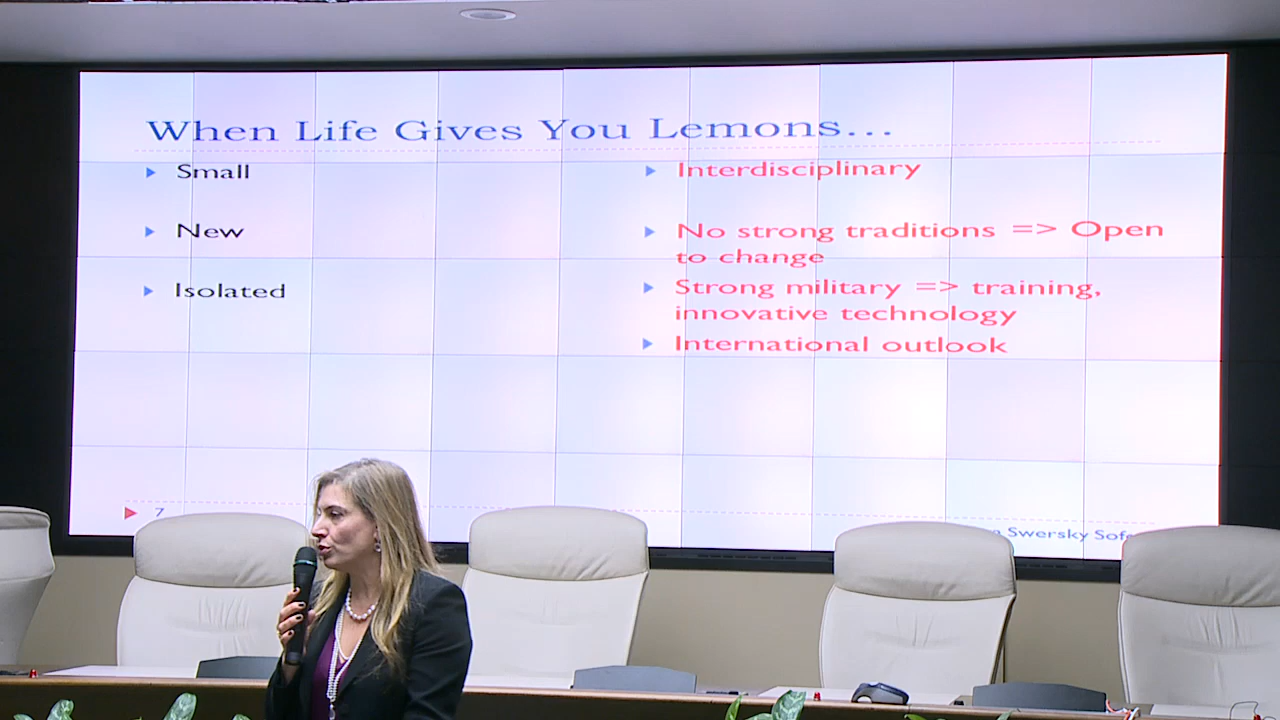 When Life Gives You Lemons...
Small
New
Isolated
Interdisciplinary
No strong traditions => Open
to change
Strong military => training,
innovative technology
International outlook
7
Swersky